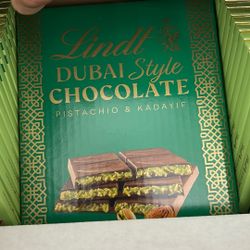 Lindt
DUBAI Style
CHOCOLATE
PISTACHIO & KADAYIF